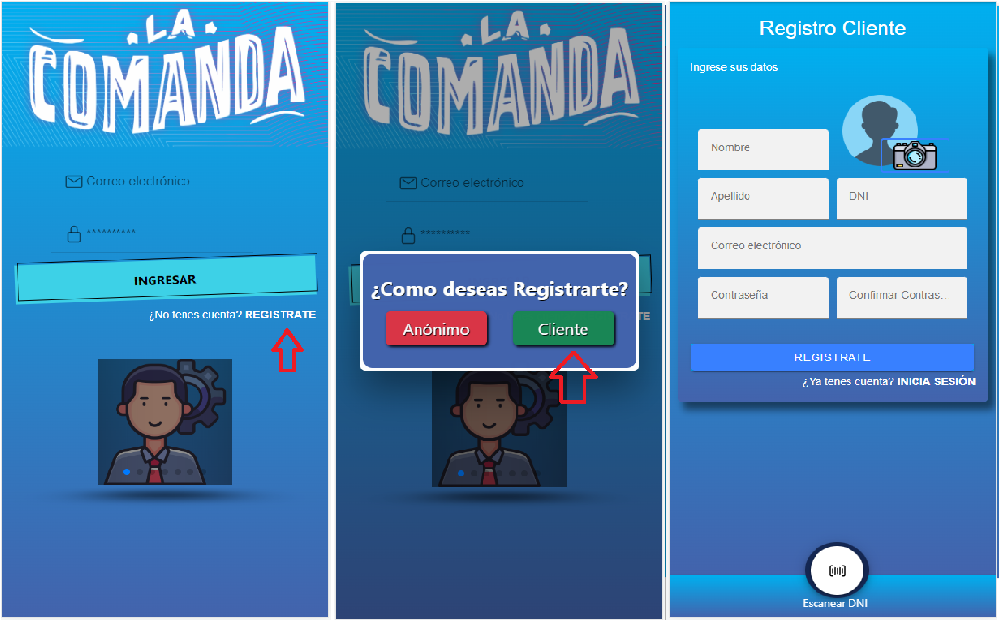 LA
COMANDA
Correo electrónico
**********
INGRESAR
¿No tienes cuenta? REGISTRATE
LA
COMANDA
Correo electrónico
**********
¿Como deseas Registrarte?
Anónimo
Cliente
TE
Registro Cliente
Ingrese sus datos
Nombre
Apellido
DNI
Correo electrónico
Contraseña
Confirmar Contras...
REGISTRATE
¿Ya tenes cuenta? INICIA SESIÓN
Escanear DNI